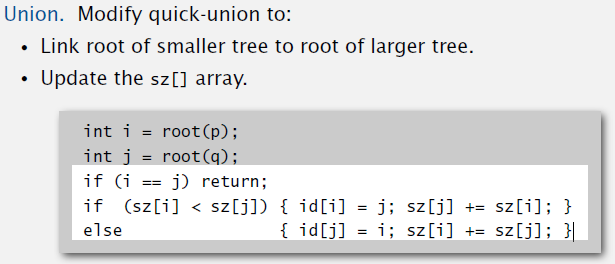 Union. Modify quick-union to:
• Link root of smaller tree to root of larger tree.
• Update the sz[] array.
int i = root(p);
int j = root(q);
if (i == j) return;
if (sz[i] < sz[j]) { id[i] = j; sz[j] += sz[i]; }
else { id[j] = i; sz[i] += sz[j]; }